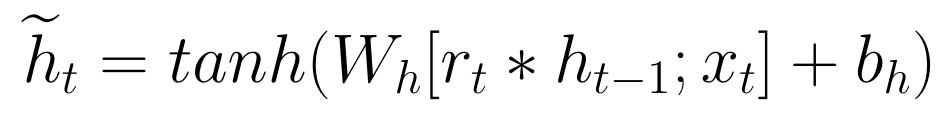 h̃_t = tanh(W_h[r_t * h_{t-1}; x_t] + b_h)